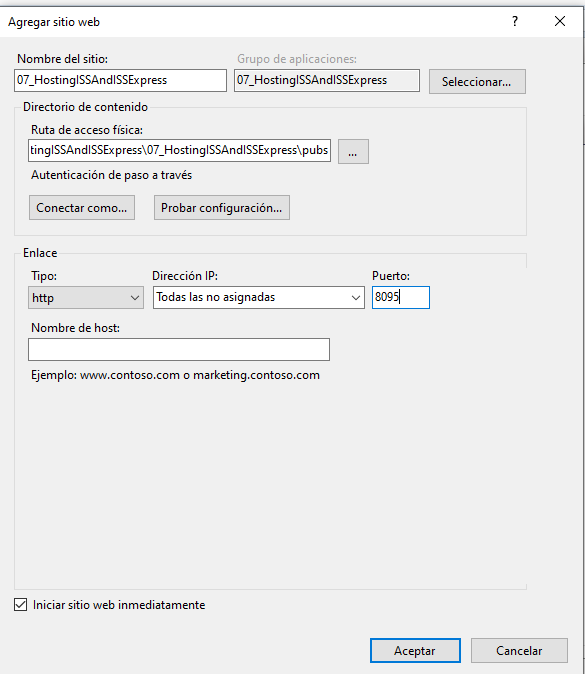 Agregar sitio web
? ×
Nombre del sitio: Grupo de aplicaciones:
07_HostingISSAndISSExpress 07_HostingISSAndISSExpress Seleccionar...
Directorio de contenido
Ruta de acceso física:
tingISSAndISSExpress\07_HostingISSAndISSExpress\pubs ...
Autenticación de paso a través
Conectar como... Probar configuración...
Enlace
Tipo: Dirección IP: Puerto:
http Todas las no asignadas 8095
Nombre de host:
Ejemplo: www.contoso.com o marketing.contoso.com
Iniciar sitio web inmediatamente
Aceptar Cancelar